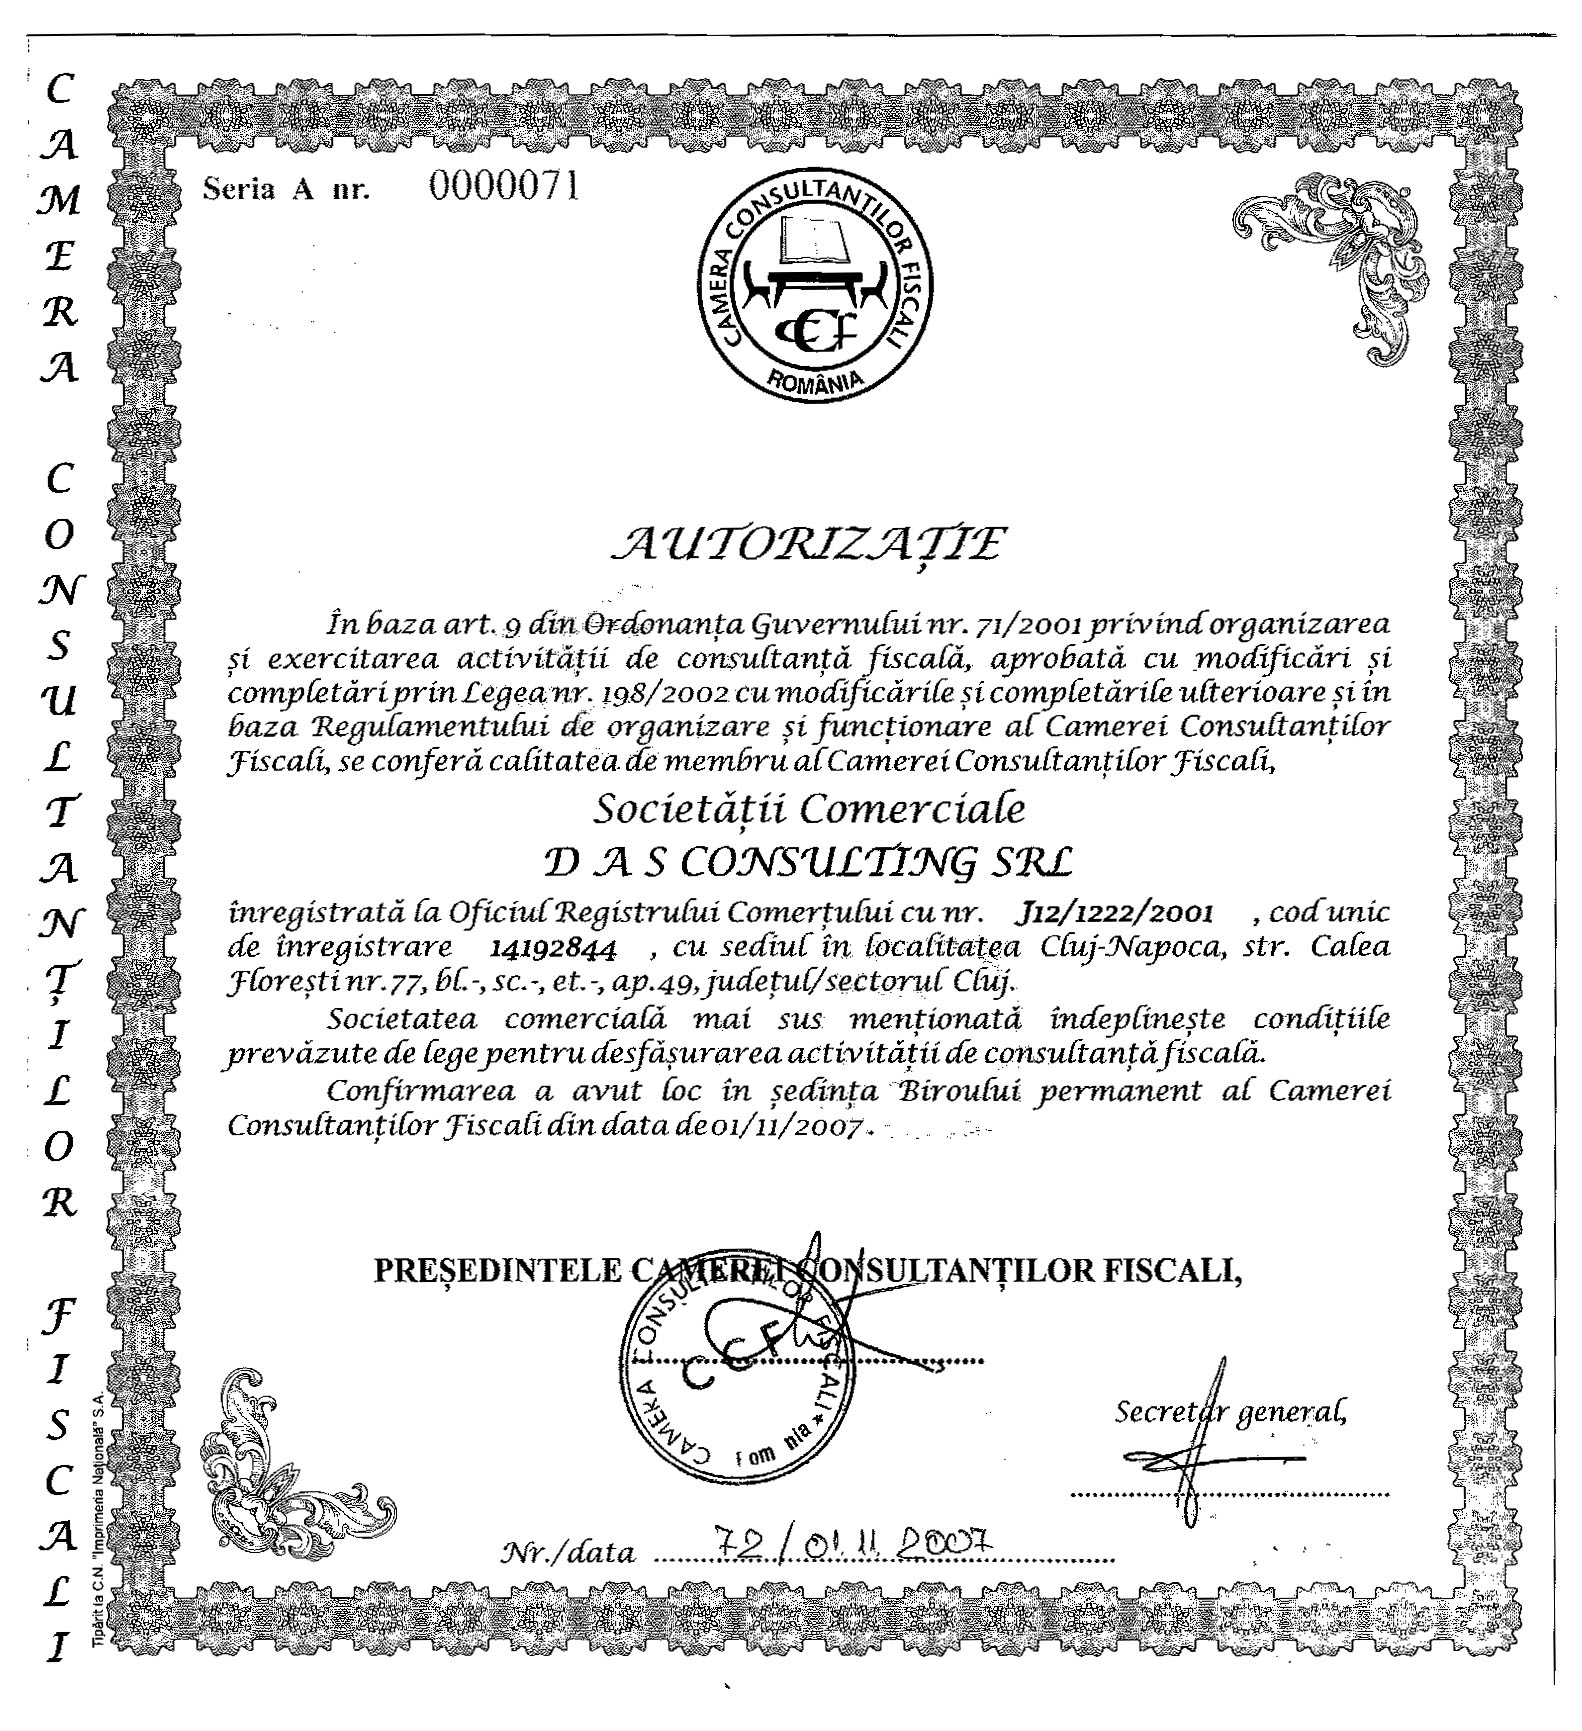 CAMERA CONSULTANȚILOR FISCALI
Seria A nr. 0000071
CAMERA CONSULTANȚILOR FISCALI
CCF
ROMÂNIA
AUTORIZAȚIE
În baza art. 9 din Ordonanța Guvernului nr. 71/2001 privind organizarea
și exercitarea activității de consultanță fiscală, aprobată cu modificări și
completări prin Legea nr. 198/2002 cu modificările și completările ulterioare și în
baza Regulamentului de organizare și funcționare al Camerei Consultanților
Fiscali, se conferă calitatea de membru al Camerei Consultanților Fiscali,
Societății Comerciale
D A S CONSULTING SRL
înregistrată la Oficiul Registrului Comerțului cu nr. J12/1222/2001 , cod unic
de înregistrare 14192844 , cu sediul în localitatea Cluj-Napoca, str. Calea
Florești nr.77, bl.-, sc.-, et.-, ap.49, județul/sectorul Cluj.
Societatea comercială mai sus menționată îndeplinește condițiile
prevăzute de lege pentru desfășurarea activității de consultanță fiscală.
Confirmarea a avut loc în ședința Biroului permanent al Camerei
Consultanților Fiscali din data de 01/11/2007.
PREȘEDINTELE CAMEREI CONSULTANȚILOR FISCALI,
CAMERA CONSULTANȚILOR FISCALI
CCF
Secretar general,
Nr./data 72/01.11.2007
Tipărit la C.N. "Imprimeria Națională" S.A.